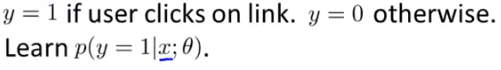 y = 1 if user clicks on link. y = 0 otherwise.
Learn p(y = 1|x; θ).